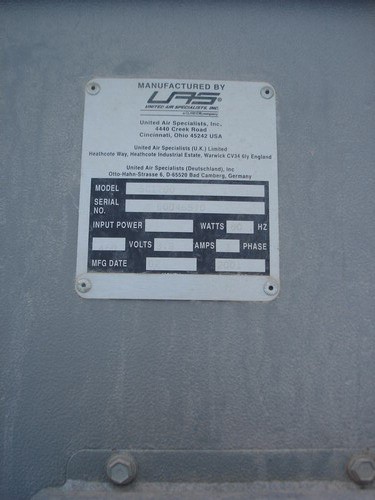 MANUFACTURED BY
UAS®
UNITED AIR SPECIALISTS, INC.
United Air Specialists, Inc.
4440 Creek Road
Cincinnati, Ohio 45242 USA
United Air Specialists (U.K.) Limited
Heathcote Way, Heathcote Industrial Estate, Warwick CV34 6ly England
United Air Specialists (Deutschland), Inc
Otto-Hahn-Strasse 6, D-65520 Bad Camberg, Germany
MODEL
SERIAL
NO.
INPUT POWER WATTS HZ
VOLTS AMPS PHASE
MFG DATE